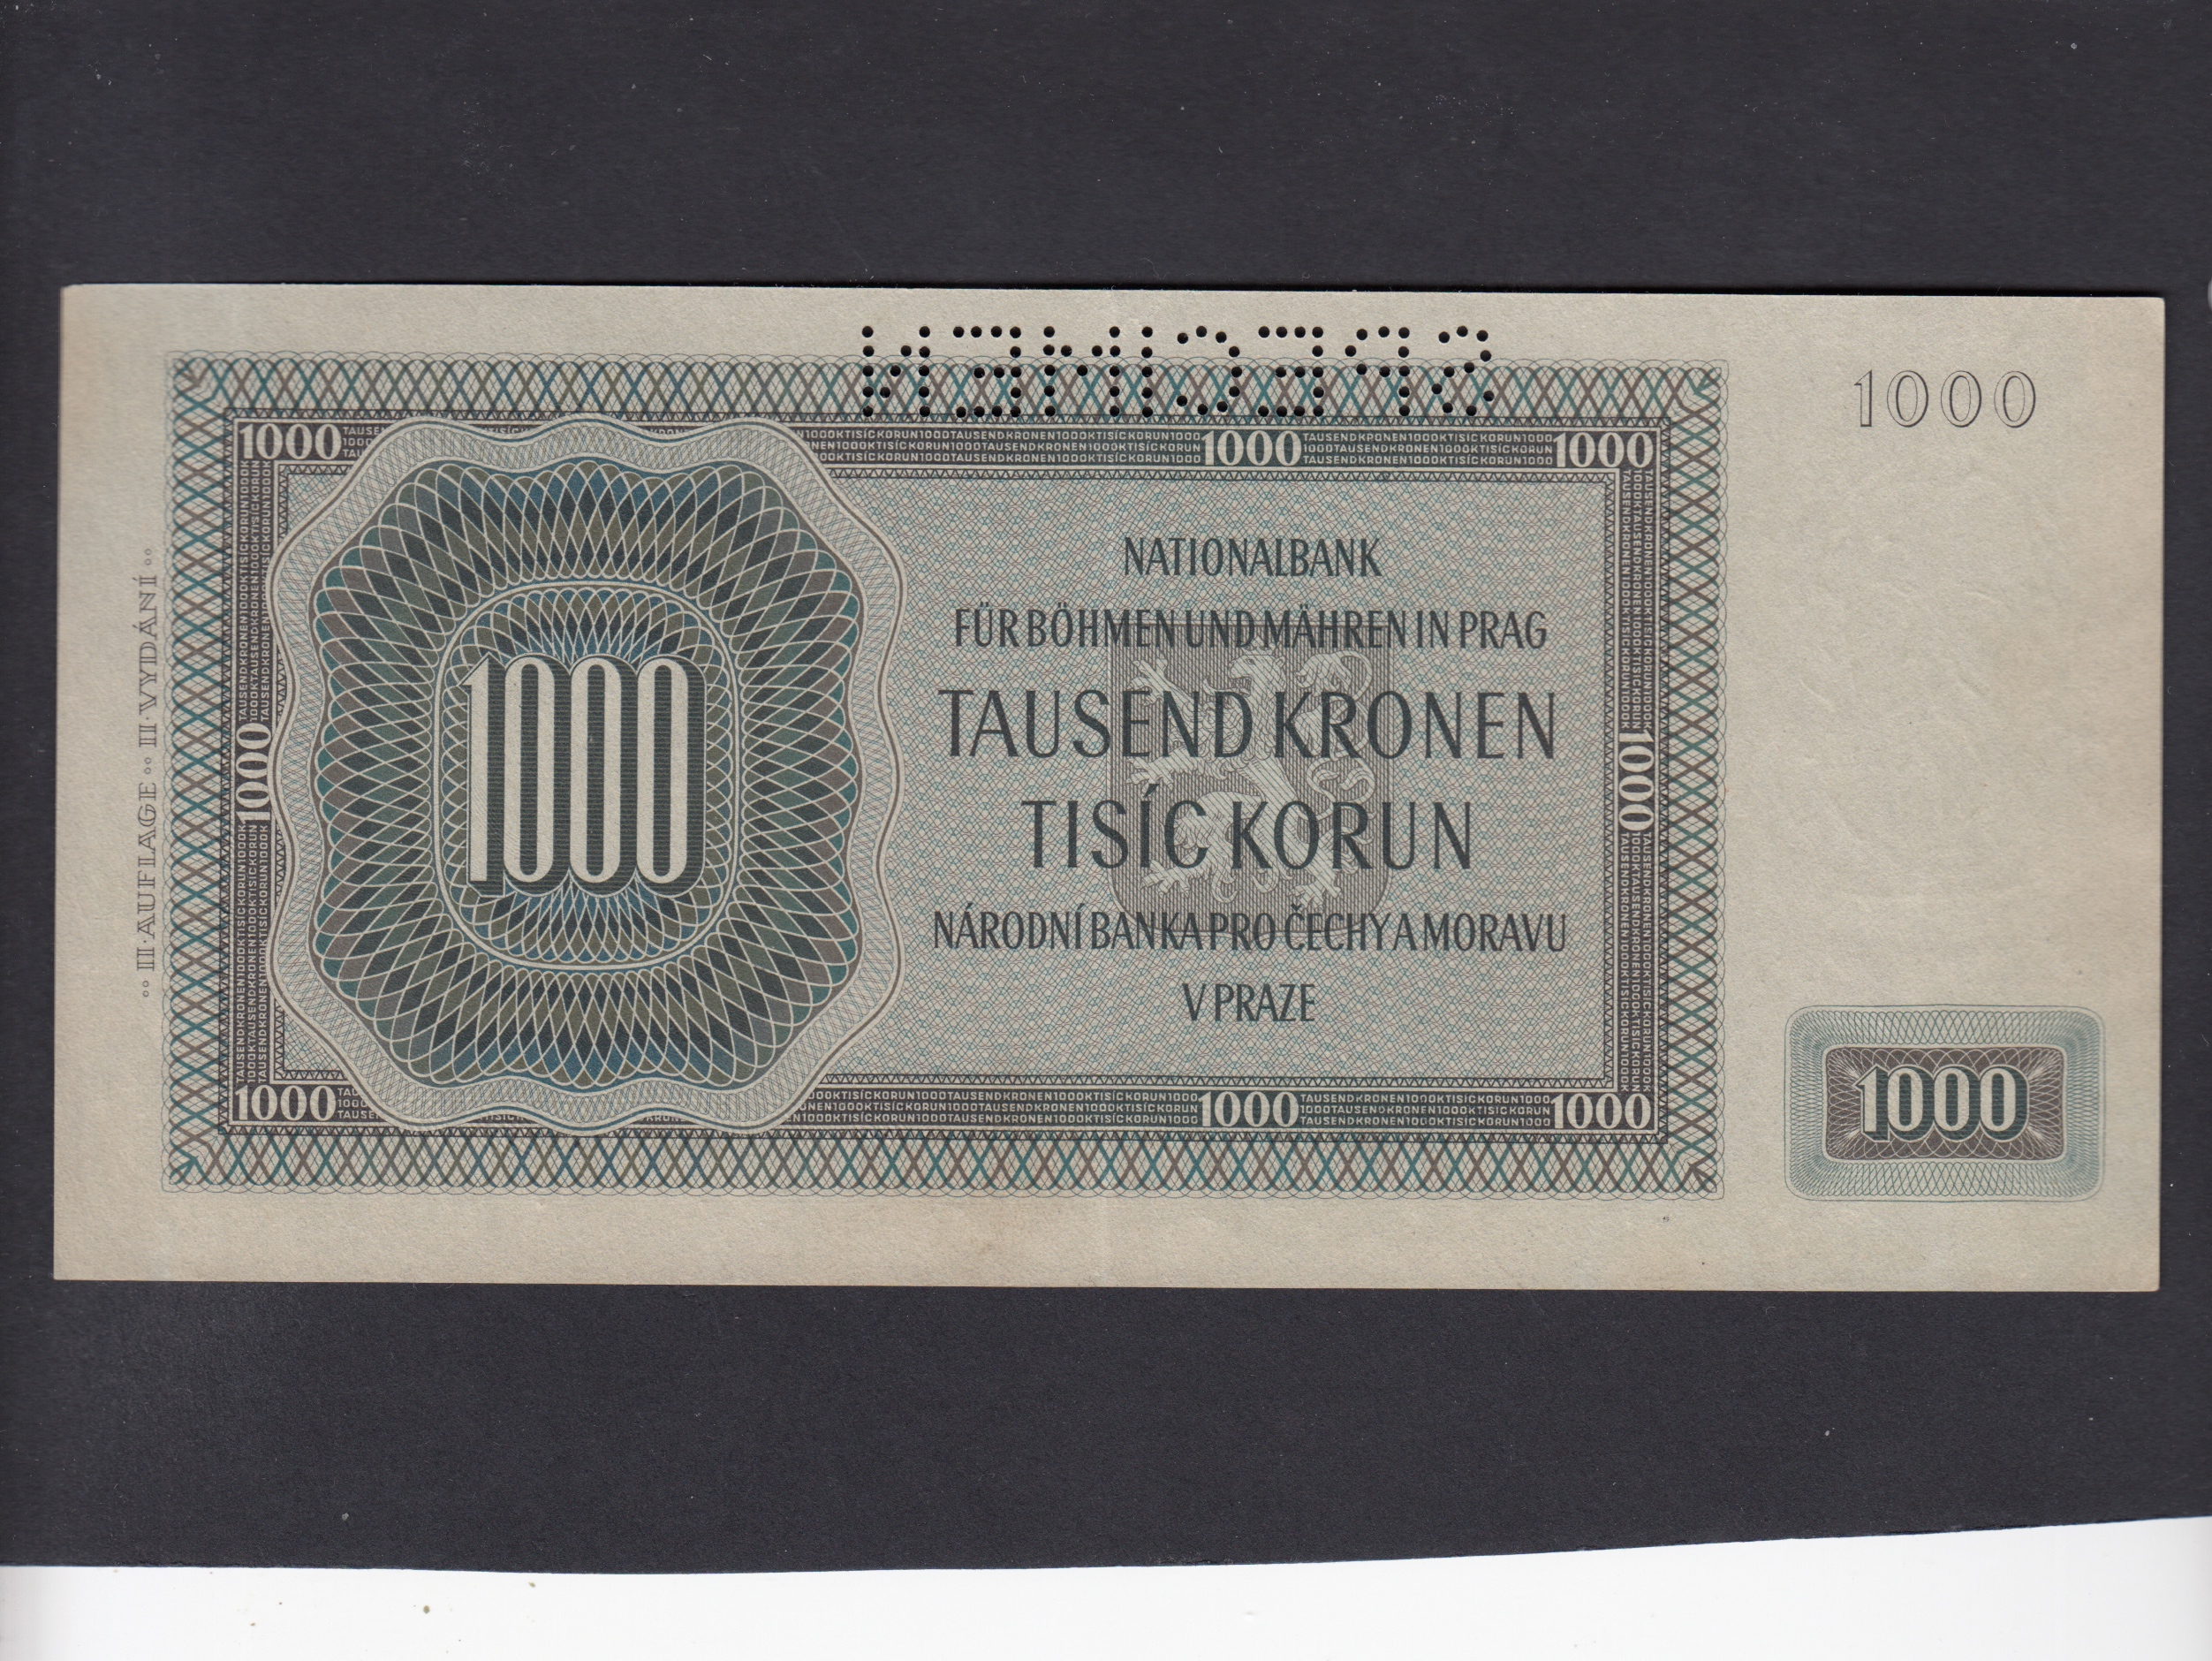 SPECIMEN
1000
1000 1000 1000
NATIONALBANK
FÜR BÖHMEN UND MÄHREN IN PRAG
TAUSEND KRONEN
TISÍC KORUN
NÁRODNÍ BANKA PRO ČECHY A MORAVU
V PRAZE
1000
1000
1000
II·AUFLAGE II·VYDÁNÍ
1000 1000 1000
1000